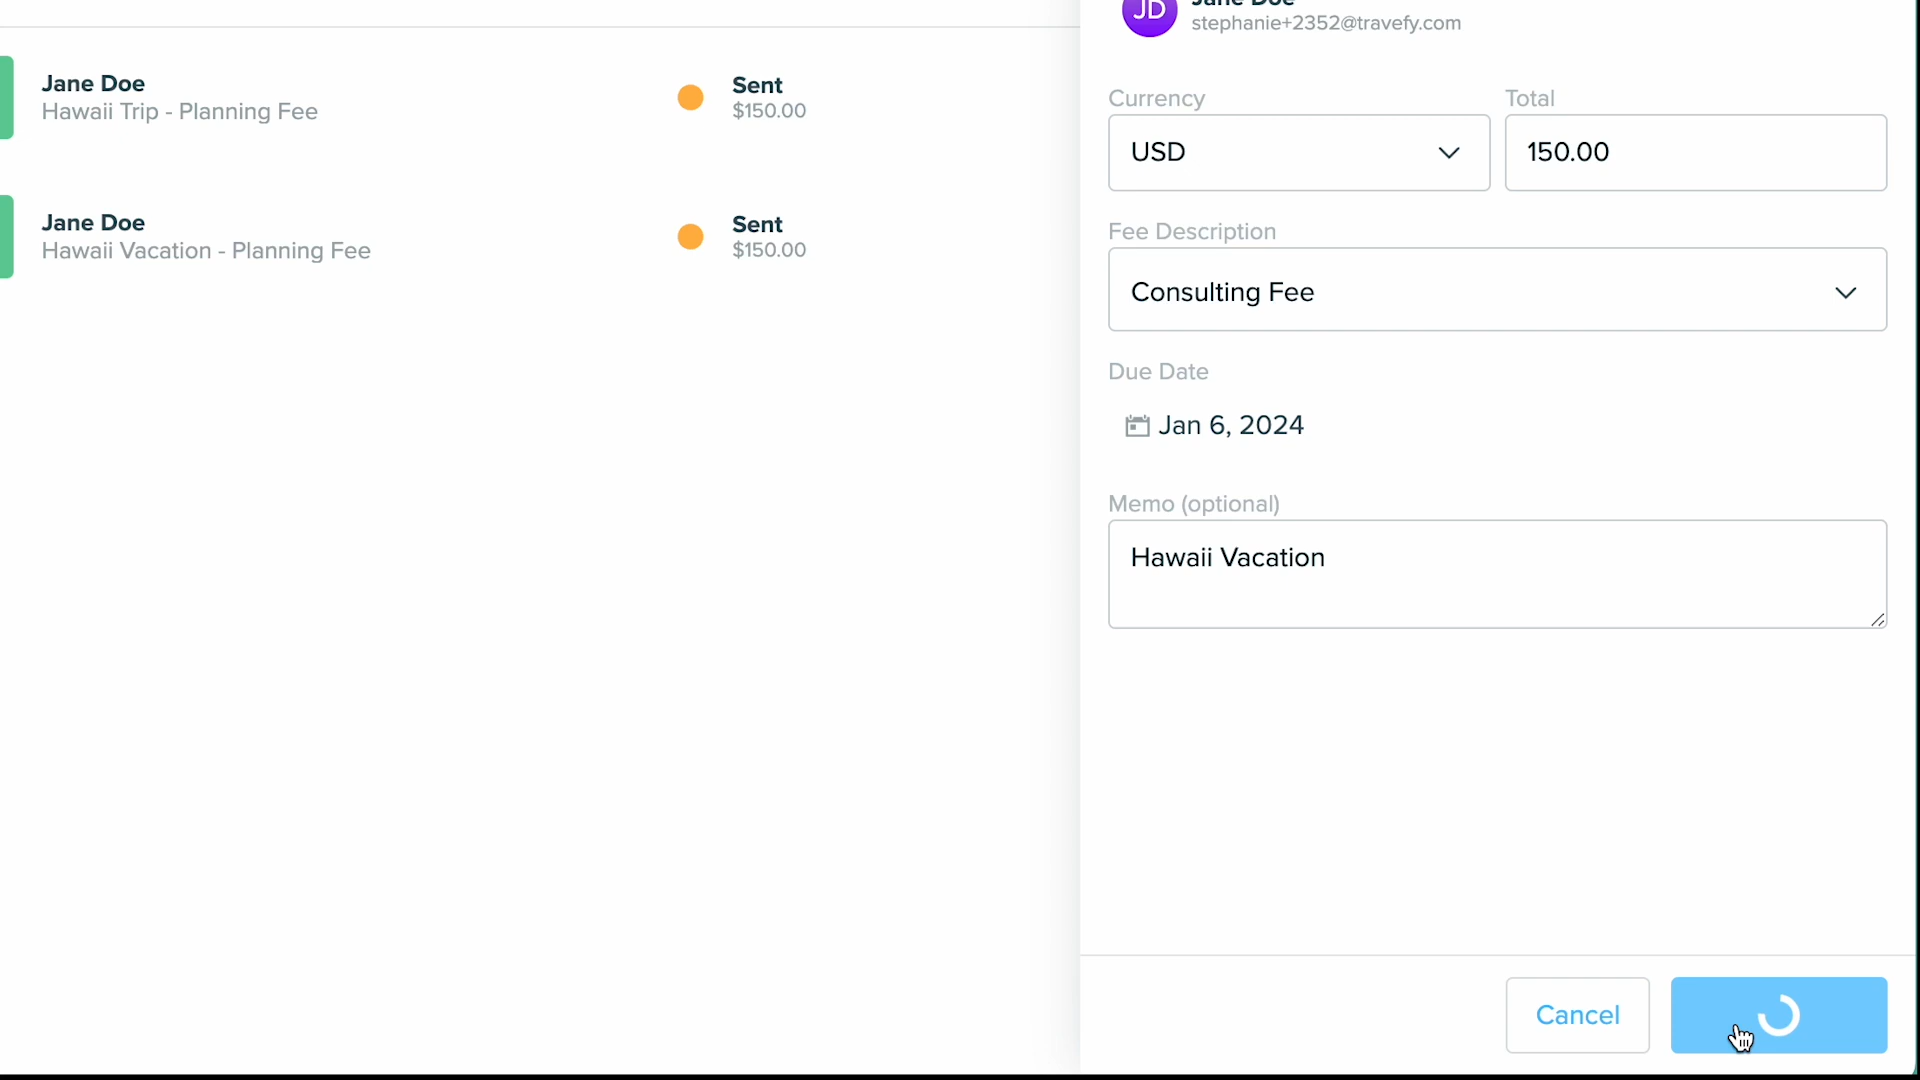 Jane Doe
Hawaii Trip - Planning Fee
Sent
$150.00
Jane Doe
Hawaii Vacation - Planning Fee
Sent
$150.00
JD
Jane Doe
stephanie+2352@travefy.com
Currency
Total
USD
150.00
Fee Description
Consulting Fee
Due Date
Jan 6, 2024
Memo (optional)
Hawaii Vacation
Cancel